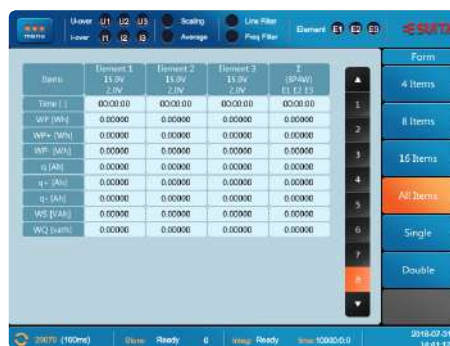 menu
U-over U1 U2 U3 Scaling Line Filter Element E1 E2 E3
I-over I1 I2 I3 Average Freq Filter
Items Element 1 Element 2 Element 3 Σ
15.0V 15.0V 15.0V (3P4W)
2.0V 2.0V 2.0V E1 E2 E3
Time [ ] 00:00:00 00:00:00 00:00:00 00:00:00
WP [Wh] 0.00000 0.00000 0.00000 0.00000
WP+ [Wh] 0.00000 0.00000 0.00000 0.00000
WP- [Wh] 0.00000 0.00000 0.00000 0.00000
q [Ah] 0.00000 0.00000 0.00000 0.00000
q+ [Ah] 0.00000 0.00000 0.00000 0.00000
q- [Ah] 0.00000 0.00000 0.00000 0.00000
WS [VAh] 0.00000 0.00000 0.00000 0.00000
WQ [varh] 0.00000 0.00000 0.00000 0.00000
1
2
3
4
5
6
7
8
Form
4 Items
8 Items
16 Items
All Items
Single
Double
(100ms) Store: Ready 0 Integ: Ready